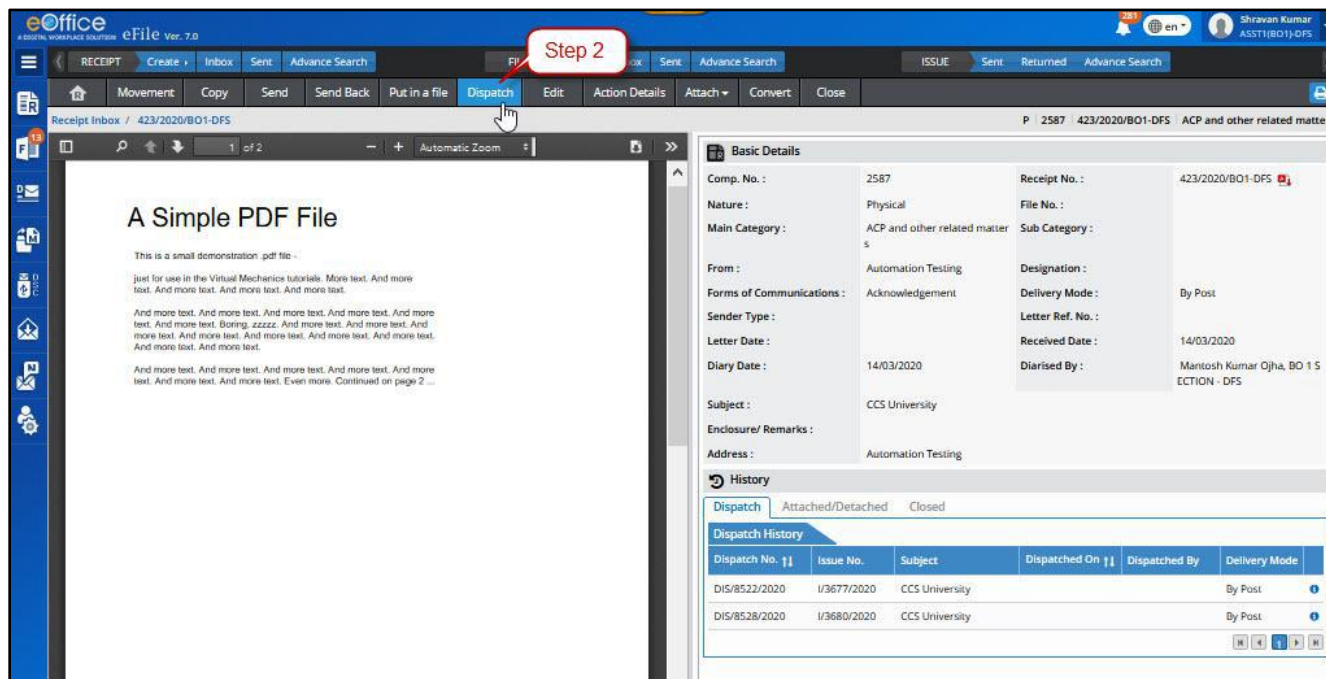 eOffice
A DIGITAL WORKPLACE SOLUTION eFile Ver. 7.0
281 en Shravan Kumar
ASST1(BO1)-DFS
RECEIPT Create Inbox Sent Advance Search Sent Advance Search ISSUE Sent Returned Advance Search
Step 2
Movement Copy Send Send Back Put in a file Dispatch Edit Action Details Attach Convert Close
Receipt Inbox / 423/2020/BO1-DFS P 2587 423/2020/BO1-DFS ACP and other related matte
13
1 of 2 Automatic Zoom
A Simple PDF File
This is a small demonstration .pdf file -
just for use in the Virtual Mechanics tutorials. More text. And more
text. And more text. And more text. And more text.
And more text. And more text. And more text. And more text. And more
text. And more text. Boring, zzzzz. And more text. And more text. And
more text. And more text. And more text. And more text. And more text.
And more text. And more text.
And more text. And more text. And more text. And more text. And more
text. And more text. And more text. Even more. Continued on page 2 ...
Basic Details
Comp. No. : 2587 Receipt No. : 423/2020/BO1-DFS
Nature : Physical File No. :
Main Category : ACP and other related matter Sub Category :
s
From : Automation Testing Designation :
Forms of Communications : Acknowledgement Delivery Mode : By Post
Sender Type : Letter Ref. No. :
Letter Date : Received Date : 14/03/2020
Diary Date : 14/03/2020 Diarised By : Mantosh Kumar Ojha, BO 1 S
ECTION - DFS
Subject : CCS University
Enclosure/ Remarks :
Address : Automation Testing
History
Dispatch Attached/Detached Closed
Dispatch History
Dispatch No. Issue No. Subject Dispatched On Dispatched By Delivery Mode
DIS/8522/2020 I/3677/2020 CCS University By Post
DIS/8528/2020 I/3680/2020 CCS University By Post
1